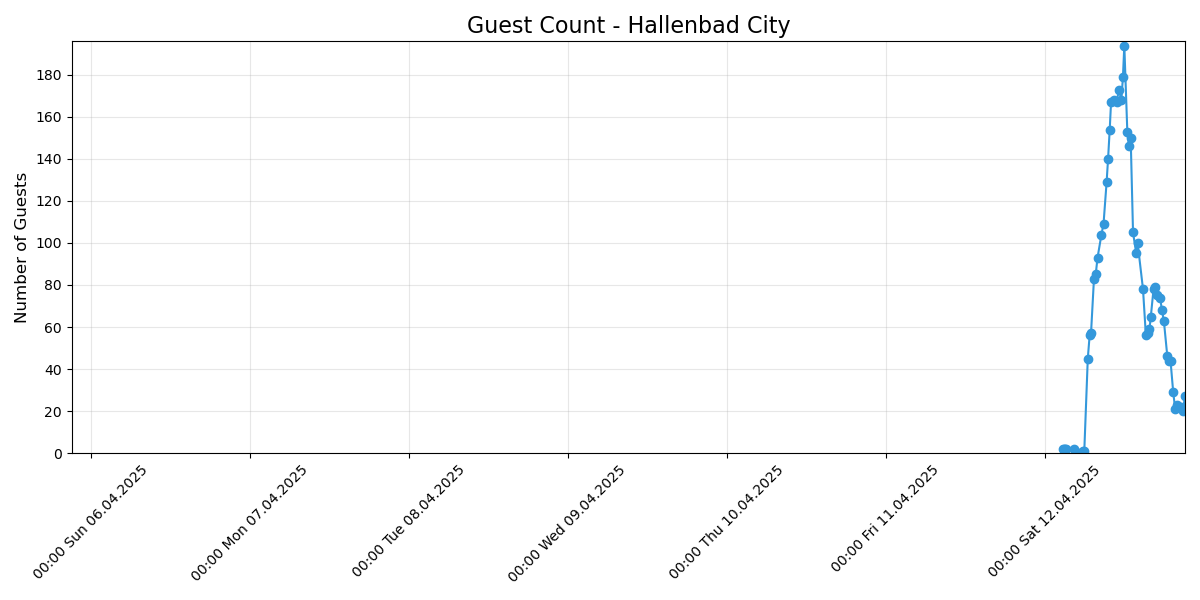 Guest Count - Hallenbad City
Number of Guests
180
160
140
120
100
80
60
40
20
0
00:00 Sun 06.04.2025
00:00 Mon 07.04.2025
00:00 Tue 08.04.2025
00:00 Wed 09.04.2025
00:00 Thu 10.04.2025
00:00 Fri 11.04.2025
00:00 Sat 12.04.2025